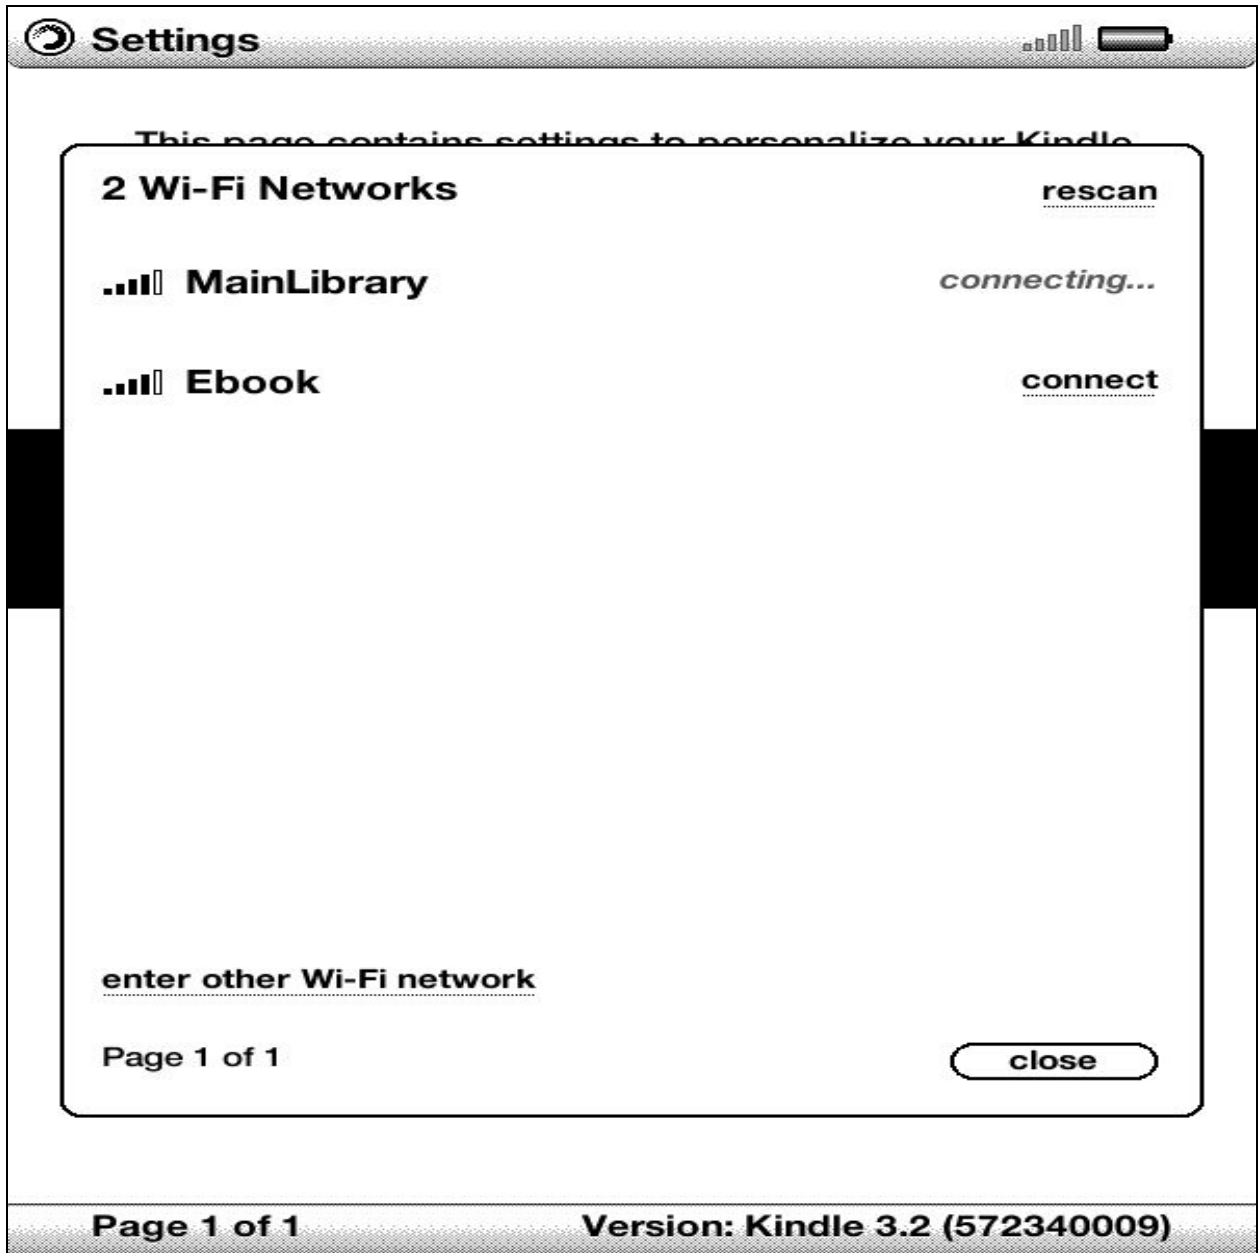 Settings
This page contains settings to personalize your Kindle
2 Wi-Fi Networks rescan
MainLibrary connecting...
Ebook connect
enter other Wi-Fi network
Page 1 of 1 close
Page 1 of 1 Version: Kindle 3.2 (572340009)